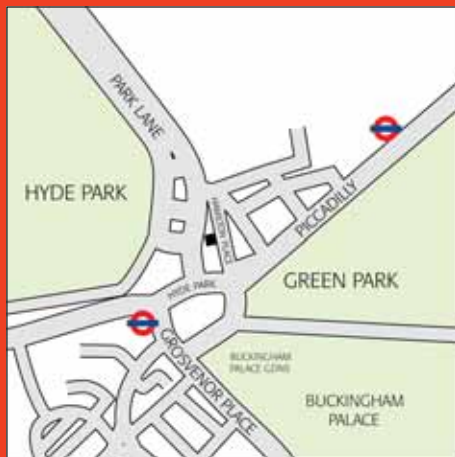 PARK LANE
HYDE PARK
HAMILTON PLACE
PICCADILLY
HYDE PARK
GREEN PARK
GROSVENOR PLACE
BUCKINGHAM
PALACE GDNS
BUCKINGHAM
PALACE